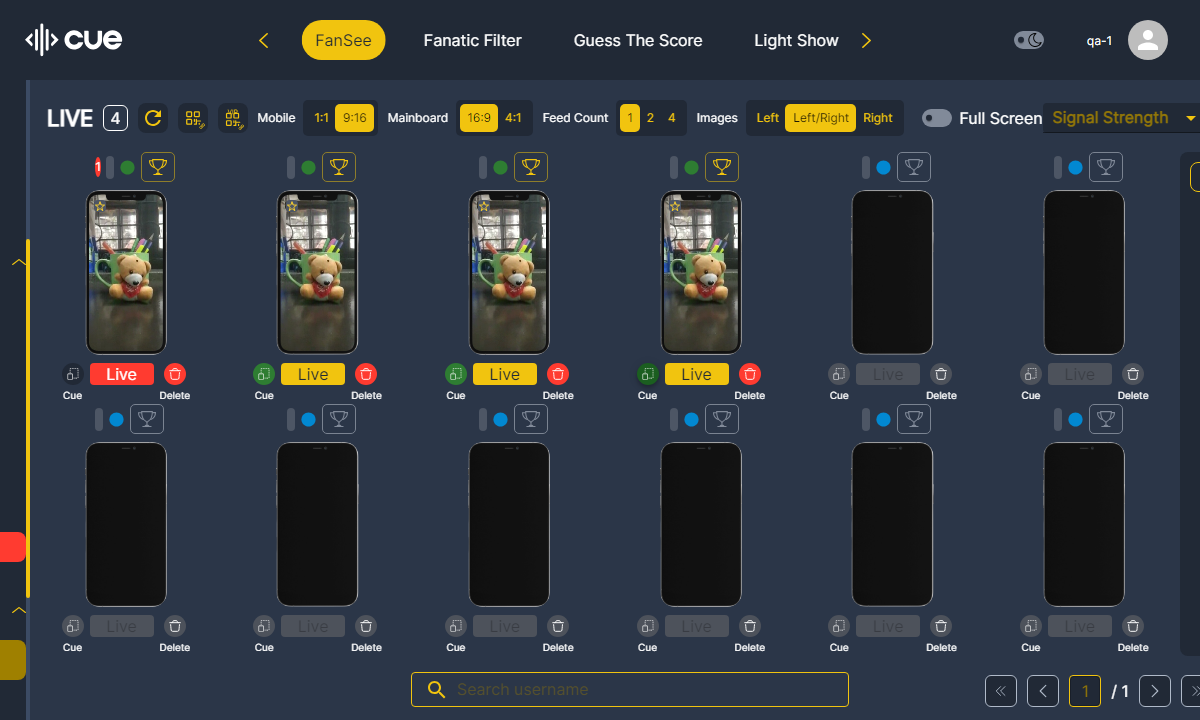 cue FanSee Fanatic Filter Guess The Score Light Show qa-1
LIVE 4 Mobile 1:1 9:16 Mainboard 16:9 4:1 Feed Count 1 2 4 Images Left Left/Right Right Full Screen Signal Strength
1
Live Live Live Live Live Live
Cue Delete Cue Delete Cue Delete Cue Delete Cue Delete Cue Delete
Live Live Live Live Live Live
Cue Delete Cue Delete Cue Delete Cue Delete Cue Delete Cue Delete
Search username 1 / 1